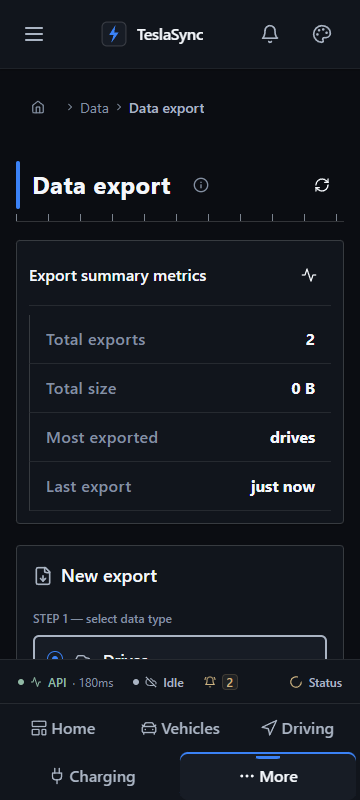 TeslaSync
Data > Data export
Data export
Export summary metrics
Total exports 2
Total size 0 B
Most exported drives
Last export just now
New export
STEP 1 — select data type
Drives
API · 180ms Idle 2 Status
Home Vehicles Driving
Charging More